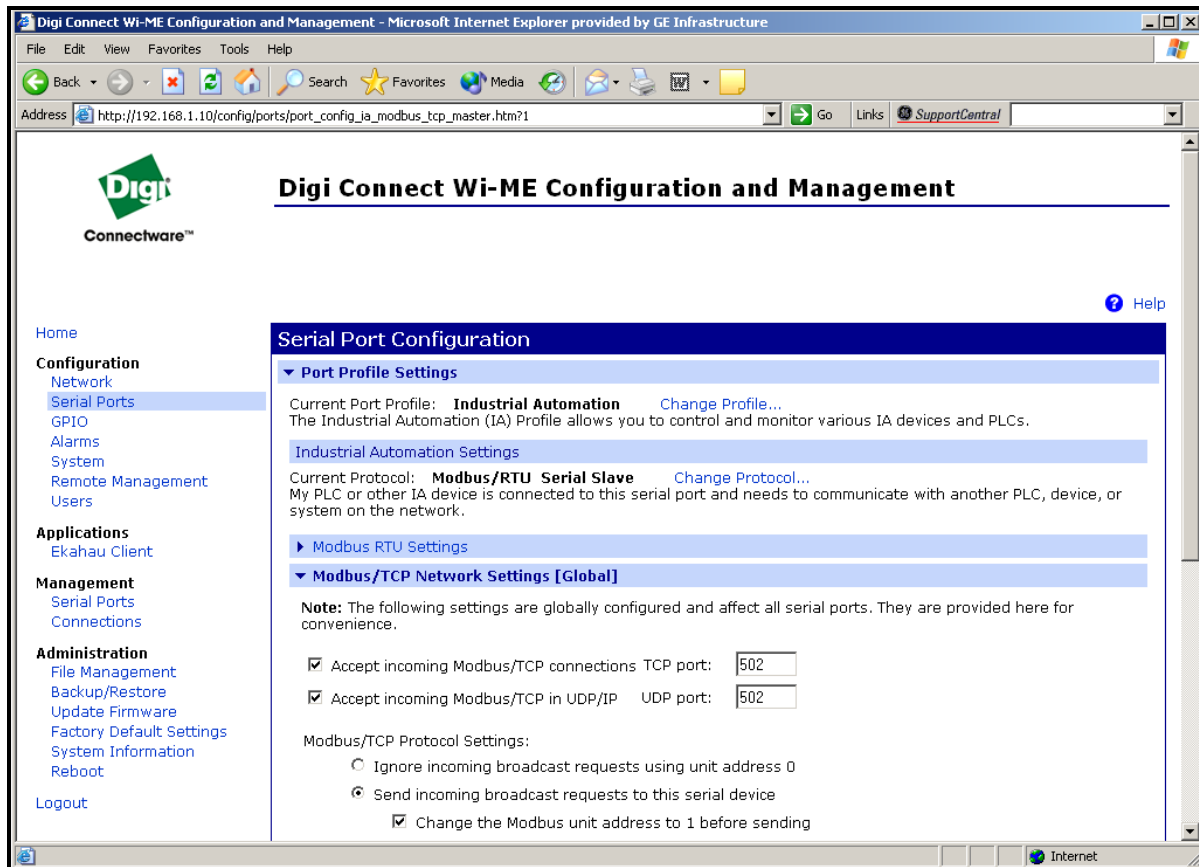 Digi Connect Wi-ME Configuration and Management - Microsoft Internet Explorer provided by GE Infrastructure
File Edit View Favorites Tools Help
Back Search Favorites Media
Address http://192.168.1.10/config/ports/port_config_ia_modbus_tcp_master.htm?1 Go Links SupportCentral
Digi
Connectware™
Digi Connect Wi-ME Configuration and Management
Help
Home
Configuration
Network
Serial Ports
GPIO
Alarms
System
Remote Management
Users
Applications
Ekahau Client
Management
Serial Ports
Connections
Administration
File Management
Backup/Restore
Update Firmware
Factory Default Settings
System Information
Reboot
Logout
Serial Port Configuration
Port Profile Settings
Current Port Profile: Industrial Automation Change Profile...
The Industrial Automation (IA) Profile allows you to control and monitor various IA devices and PLCs.
Industrial Automation Settings
Current Protocol: Modbus/RTU Serial Slave Change Protocol...
My PLC or other IA device is connected to this serial port and needs to communicate with another PLC, device, or
system on the network.
Modbus RTU Settings
Modbus/TCP Network Settings [Global]
Note: The following settings are globally configured and affect all serial ports. They are provided here for
convenience.
Accept incoming Modbus/TCP connections TCP port: 502
Accept incoming Modbus/TCP in UDP/IP UDP port: 502
Modbus/TCP Protocol Settings:
Ignore incoming broadcast requests using unit address 0
Send incoming broadcast requests to this serial device
Change the Modbus unit address to 1 before sending
Internet